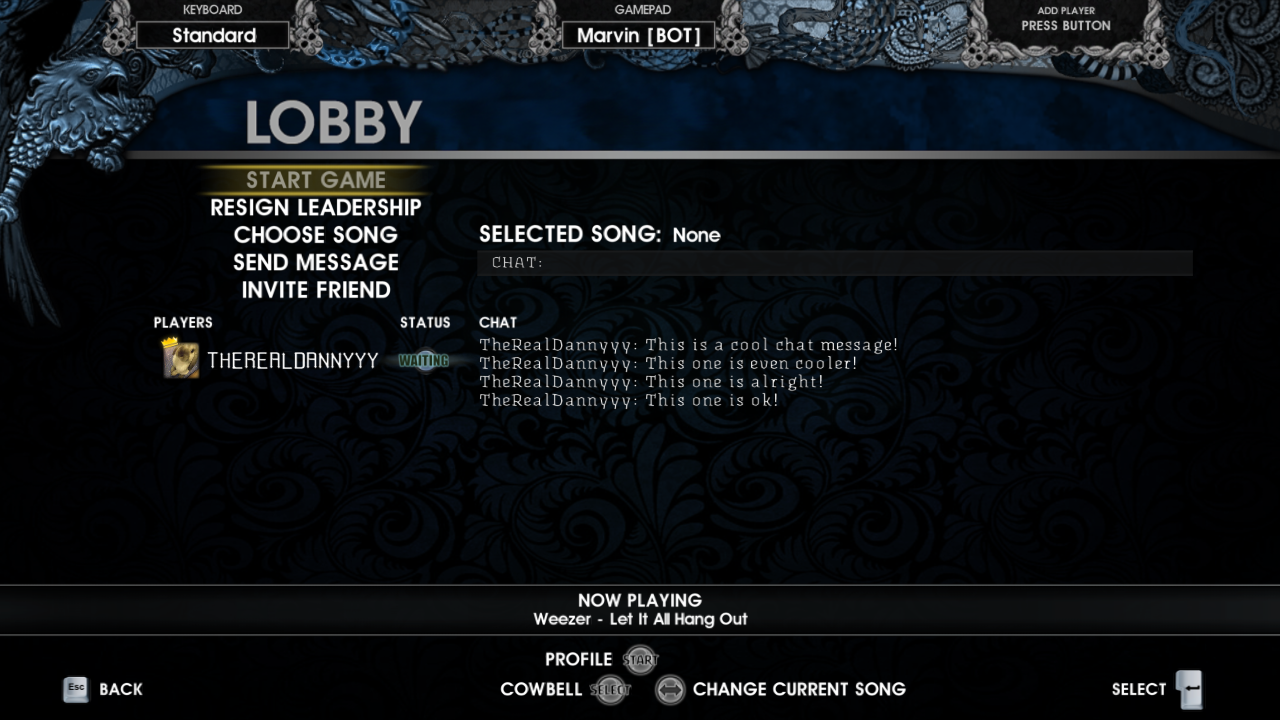 KEYBOARD
Standard
GAMEPAD
Marvin [BOT]
ADD PLAYER
PRESS BUTTON
LOBBY
START GAME
RESIGN LEADERSHIP
CHOOSE SONG
SEND MESSAGE
INVITE FRIEND
SELECTED SONG: None
CHAT:
PLAYERS STATUS
THEREALDANNYYY WAITING
CHAT
TheRealDannyyy: This is a cool chat message!
TheRealDannyyy: This one is even cooler!
TheRealDannyyy: This one is alright!
TheRealDannyyy: This one is ok!
NOW PLAYING
Weezer - Let It All Hang Out
PROFILE START
Esc BACK
COWBELL SELECT
CHANGE CURRENT SONG
SELECT